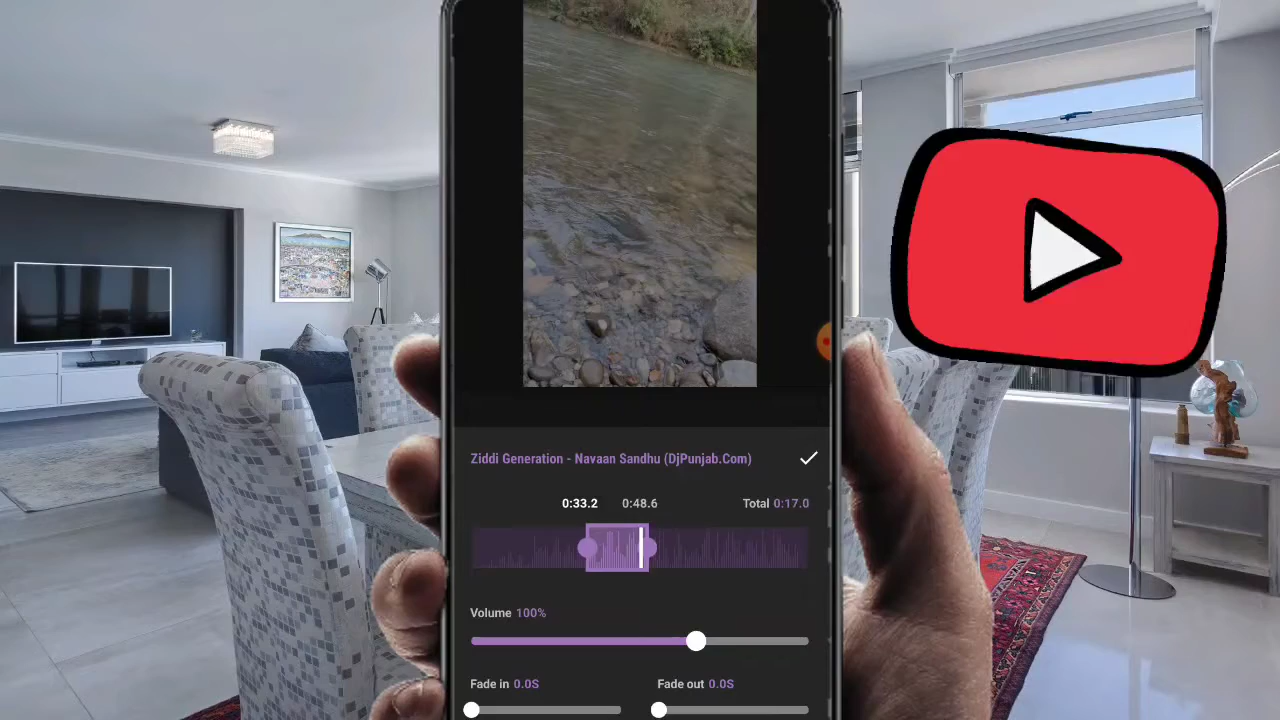 Ziddi Generation - Navaan Sandhu (DjPunjab.Com)
0:33.2 0:48.6 Total 0:17.0
Volume 100%
Fade in 0.0S Fade out 0.0S